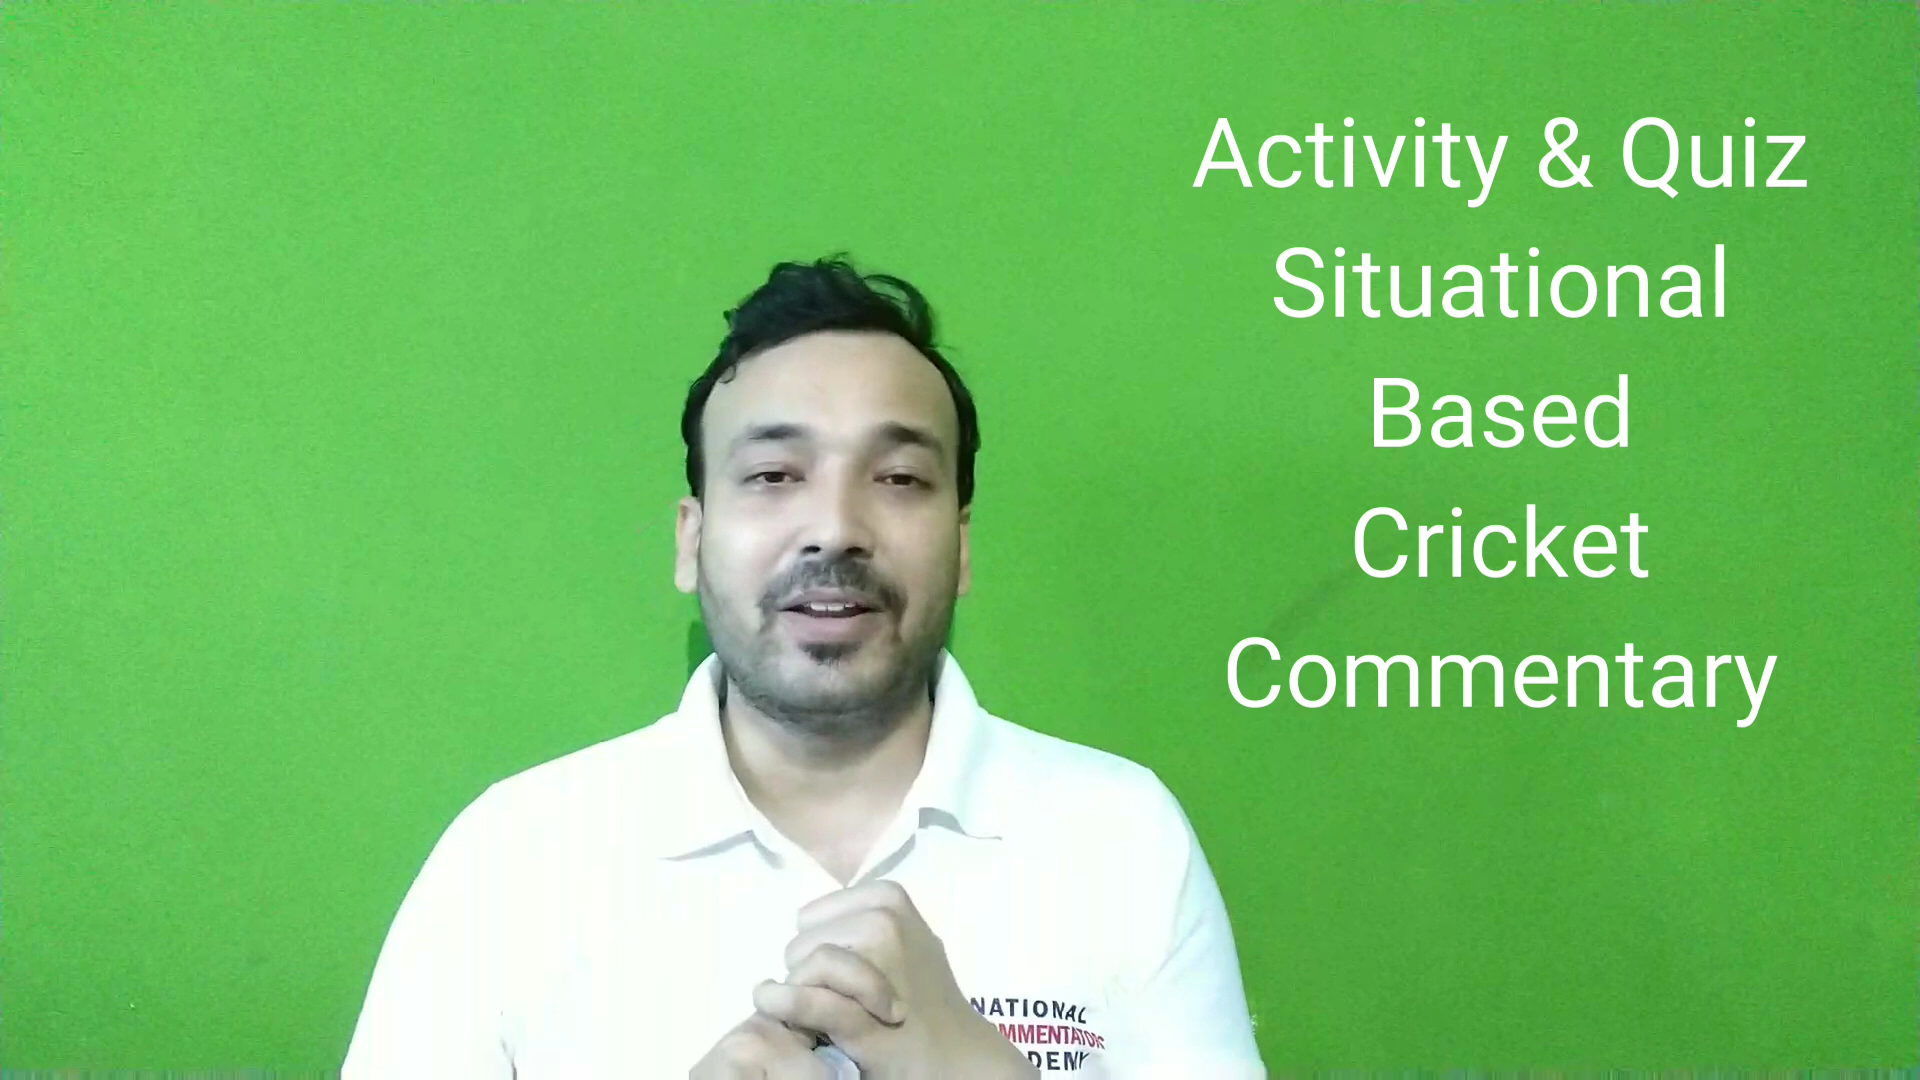 Activity & Quiz
Situational
Based
Cricket
Commentary
NATIONAL